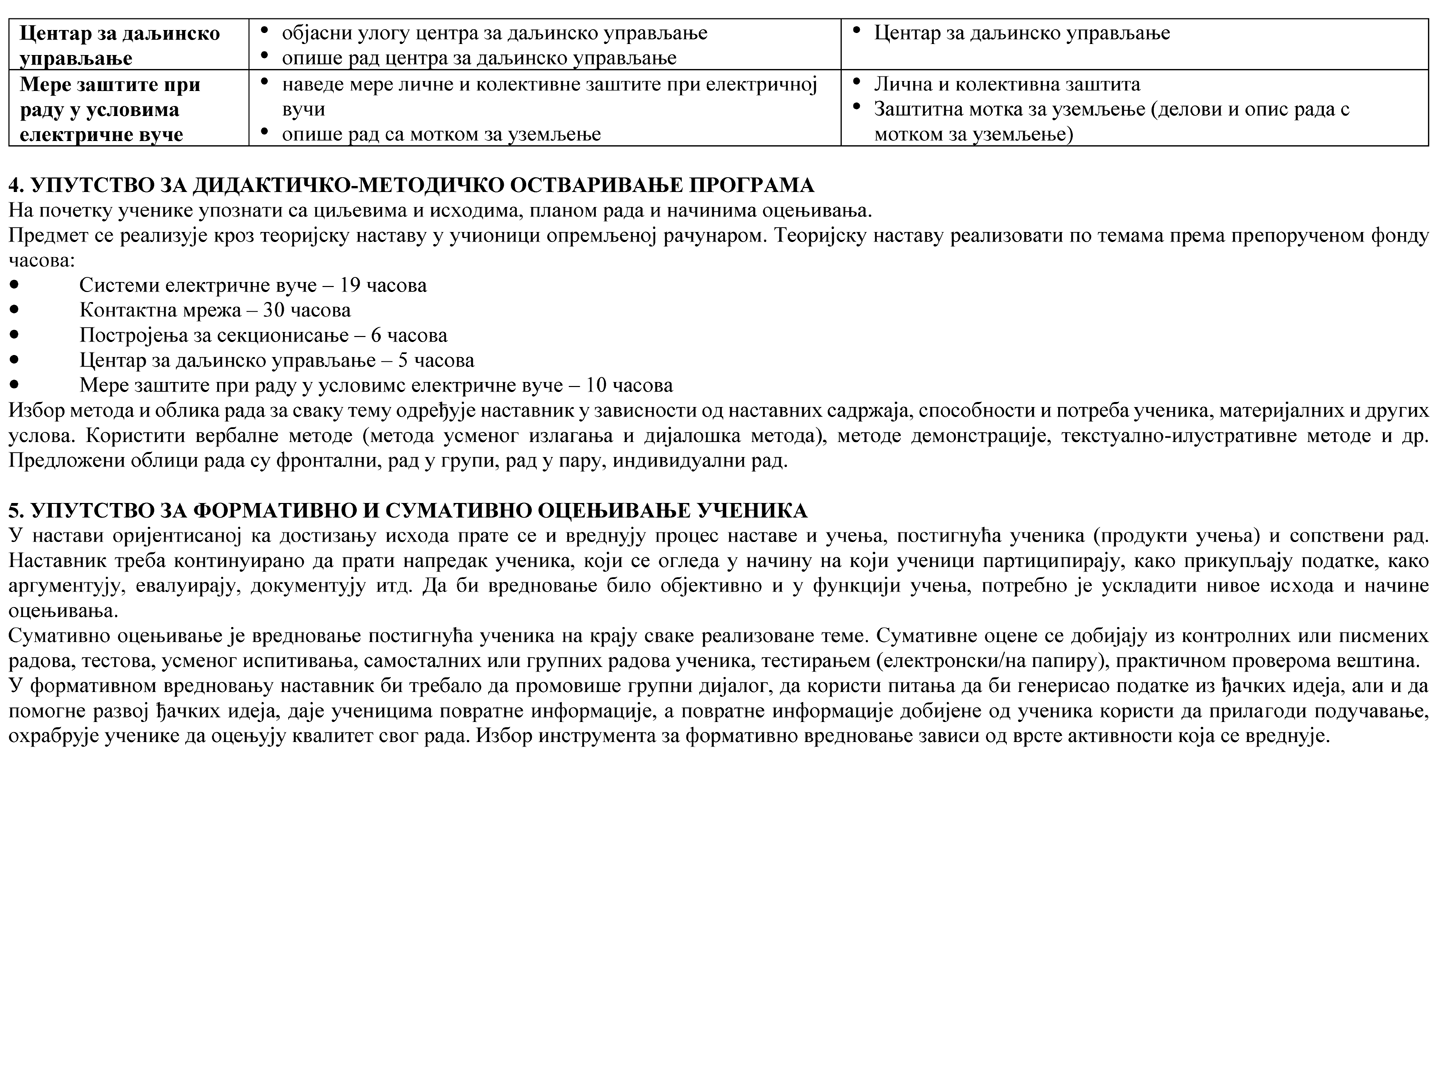 Центар за даљинско управљање
• објасни улогу центра за даљинско управљање
• опише рад центра за даљинско управљање
• Центар за даљинско управљање
Мере заштите при раду у условима електричне вуче
• наведе мере личне и колективне заштите при електричној
вучи
• опише рад са мотком за уземљење
• Лична и колективна заштита
• Заштитна мотка за уземљење (делови и опис рада с
мотком за уземљење)
4. УПУТСТВО ЗА ДИДАКТИЧКО-МЕТОДИЧКО ОСТВАРИВАЊЕ ПРОГРАМА
На почетку ученике упознати са циљевима и исходима, планом рада и начинима оцењивања.
Предмет се реализује кроз теоријску наставу у учионици опремљеној рачунаром. Теоријску наставу реализовати по темама према препорученом фонду
часова:
• Системи електричне вуче – 19 часова
• Контактна мрежа – 30 часова
• Постројења за секционисање – 6 часова
• Центар за даљинско управљање – 5 часова
• Мере заштите при раду у условимс електричне вуче – 10 часова
Избор метода и облика рада за сваку тему одређује наставник у зависности од наставних садржаја, способности и потреба ученика, материјалних и других
услова. Користити вербалне методе (метода усменог излагања и дијалошка метода), методе демонстрације, текстуално-илустративне методе и др.
Предложени облици рада су фронтални, рад у групи, рад у пару, индивидуални рад.
5. УПУТСТВО ЗА ФОРМАТИВНО И СУМАТИВНО ОЦЕЊИВАЊЕ УЧЕНИКА
У настави оријентисаној ка достизању исхода прате се и вреднују процес наставе и учења, постигнућа ученика (продукти учења) и сопствени рад.
Наставник треба континуирано да прати напредак ученика, који се огледа у начину на који ученици партиципирају, како прикупљају податке, како
аргументују, евалуирају, документују итд. Да би вредновање било објективно и у функцији учења, потребно је ускладити нивое исхода и начине
оцењивања.
Сумативно оцењивање је вредновање постигнућа ученика на крају сваке реализоване теме. Сумативне оцене се добијају из контролних или писмених
радова, тестова, усменог испитивања, самосталних или групних радова ученика, тестирањем (електронски/на папиру), практичном проверома вештина.
У формативном вредновању наставник би требало да промовише групни дијалог, да користи питања да би генерисао податке из ђачких идеја, али и да
помогне развој ђачких идеја, даје ученицима повратне информације, а повратне информације добијене од ученика користи да прилагоди подучавање,
охрабрује ученике да оцењују квалитет свог рада. Избор инструмента за формативно вредновање зависи од врсте активности која се вреднује.